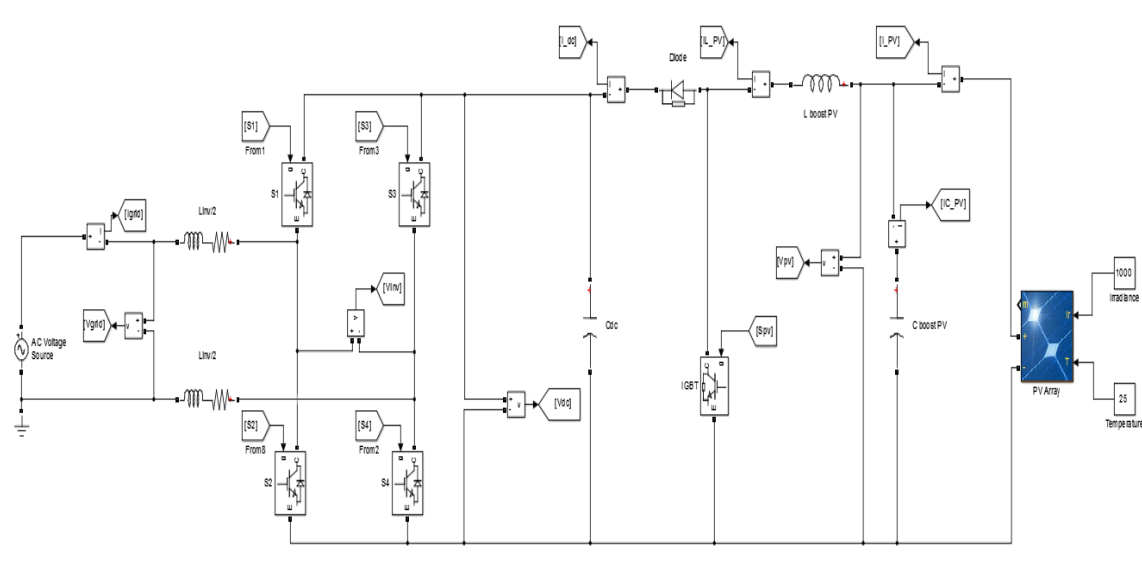 [I_dc]
[IL_PV]
[I_PV]
Diode
L boost PV
[S1]
From1
[S3]
From3
S1
S3
[Igrid]
Linv/2
[IC_PV]
[Vgrid]
[Vinv]
[Vpv]
1000
Irradiance
AC Voltage
Source
Cdc
[Spv]
C boost PV
m
Ir
T
PV Array
Linv/2
IGBT
[Vdc]
25
Temperature
[S2]
From8
[S4]
From2
S2
S4